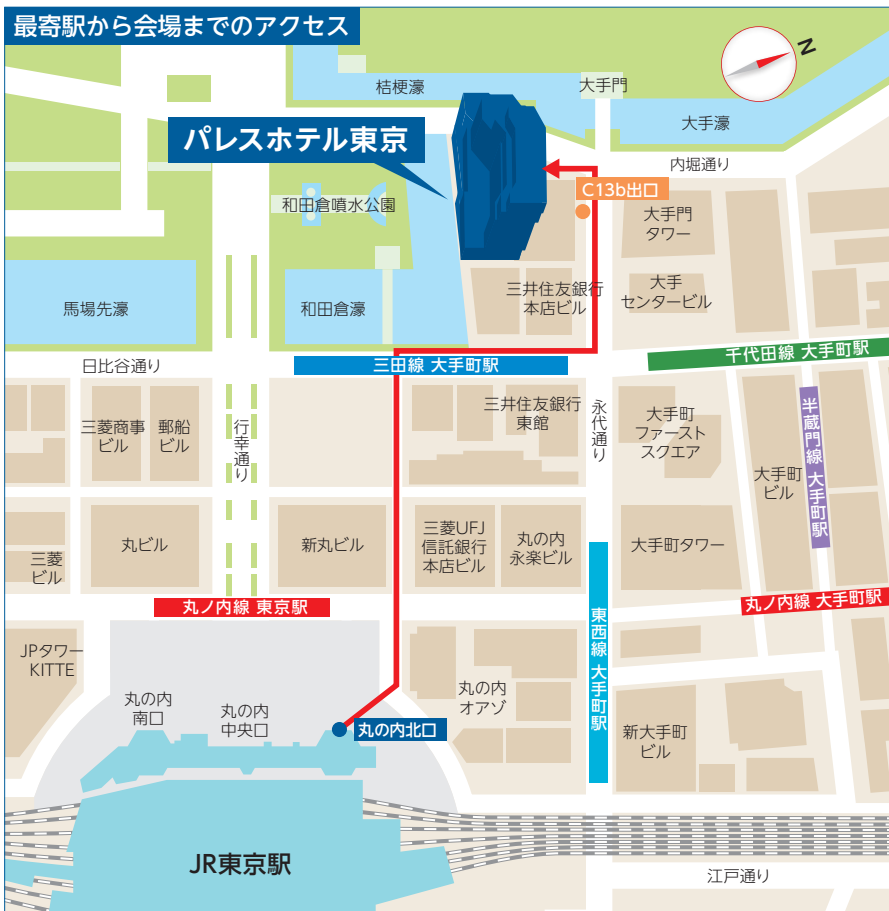 最寄駅から会場までのアクセス
N
桔梗濠
大手門
大手濠
パレスホテル東京
内堀通り
C13b出口
和田倉噴水公園
大手門
タワー
馬場先濠
和田倉濠
三井住友銀行
本店ビル
大手
センタービル
日比谷通り
三田線 大手町駅
千代田線 大手町駅
三菱商事
ビル
郵船
ビル
行幸通り
三井住友銀行
東館
永代通り
大手町
ファースト
スクエア
大手町
ビル
半蔵門線 大手町駅
三菱
ビル
丸ビル
新丸ビル
三菱UFJ
信託銀行
本店ビル
丸の内
永楽ビル
大手町タワー
丸ノ内線 東京駅
丸ノ内線 大手町駅
東西線 大手町駅
JPタワー
KITTE
丸の内
南口
丸の内
中央口
丸の内北口
丸の内
オアゾ
新大手町
ビル
JR東京駅
江戸通り